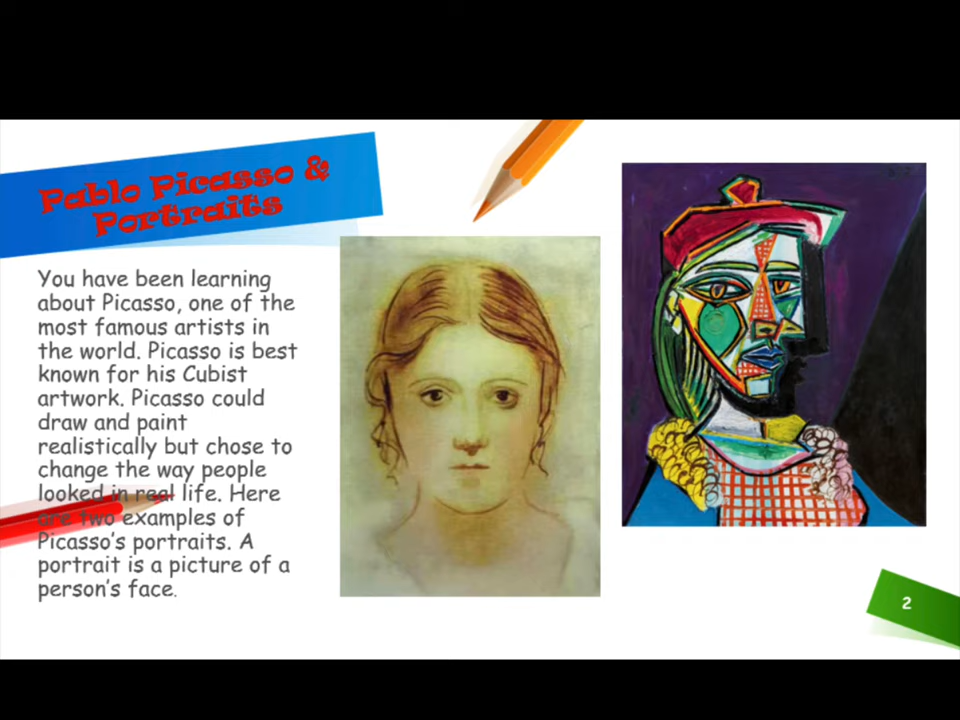 Pablo Picasso &
Portraits
You have been learning
about Picasso, one of the
most famous artists in
the world. Picasso is best
known for his Cubist
artwork. Picasso could
draw and paint
realistically but chose to
change the way people
looked in real life. Here
are two examples of
Picasso's portraits. A
portrait is a picture of a
person's face.
2